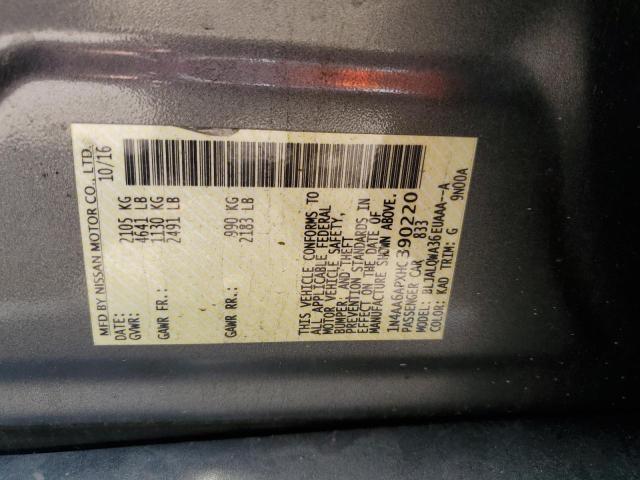 MFD BY NISSAN MOTOR CO., LTD.
DATE: 10/16
GVWR: 2105 KG
4641 LB
GAWR FR.: 1130 KG
2491 LB
GAWR RR.: 990 KG
2183 LB
THIS VEHICLE CONFORMS TO
ALL APPLICABLE FEDERAL
MOTOR VEHICLE SAFETY,
BUMPER, AND THEFT
PREVENTION STANDARDS IN
EFFECT ON THE DATE OF
MANUFACTURE SHOWN ABOVE.
1N4AA6APXHC390220
PASSENGER CAR 833
MODEL: BLJALQWA36EUAAA--A
COLOR: KAD TRIM: G 9N00A